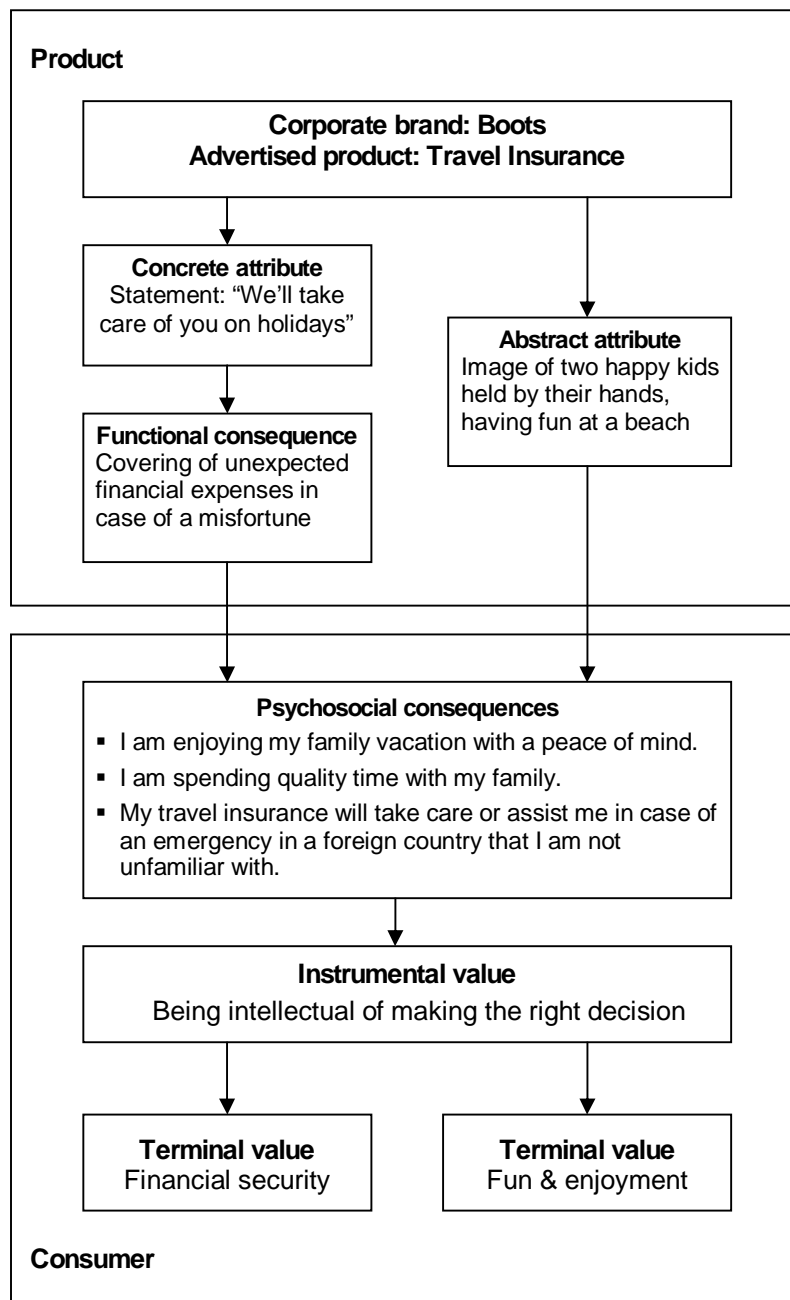 Product
Corporate brand: Boots
Advertised product: Travel Insurance
Concrete attribute
Statement: “We’ll take
care of you on holidays”
Abstract attribute
Image of two happy kids
held by their hands,
having fun at a beach
Functional consequence
Covering of unexpected
financial expenses in
case of a misfortune
Psychosocial consequences
▪ I am enjoying my family vacation with a peace of mind.
▪ I am spending quality time with my family.
▪ My travel insurance will take care or assist me in case of
an emergency in a foreign country that I am not
unfamiliar with.
Instrumental value
Being intellectual of making the right decision
Terminal value
Financial security
Terminal value
Fun & enjoyment
Consumer